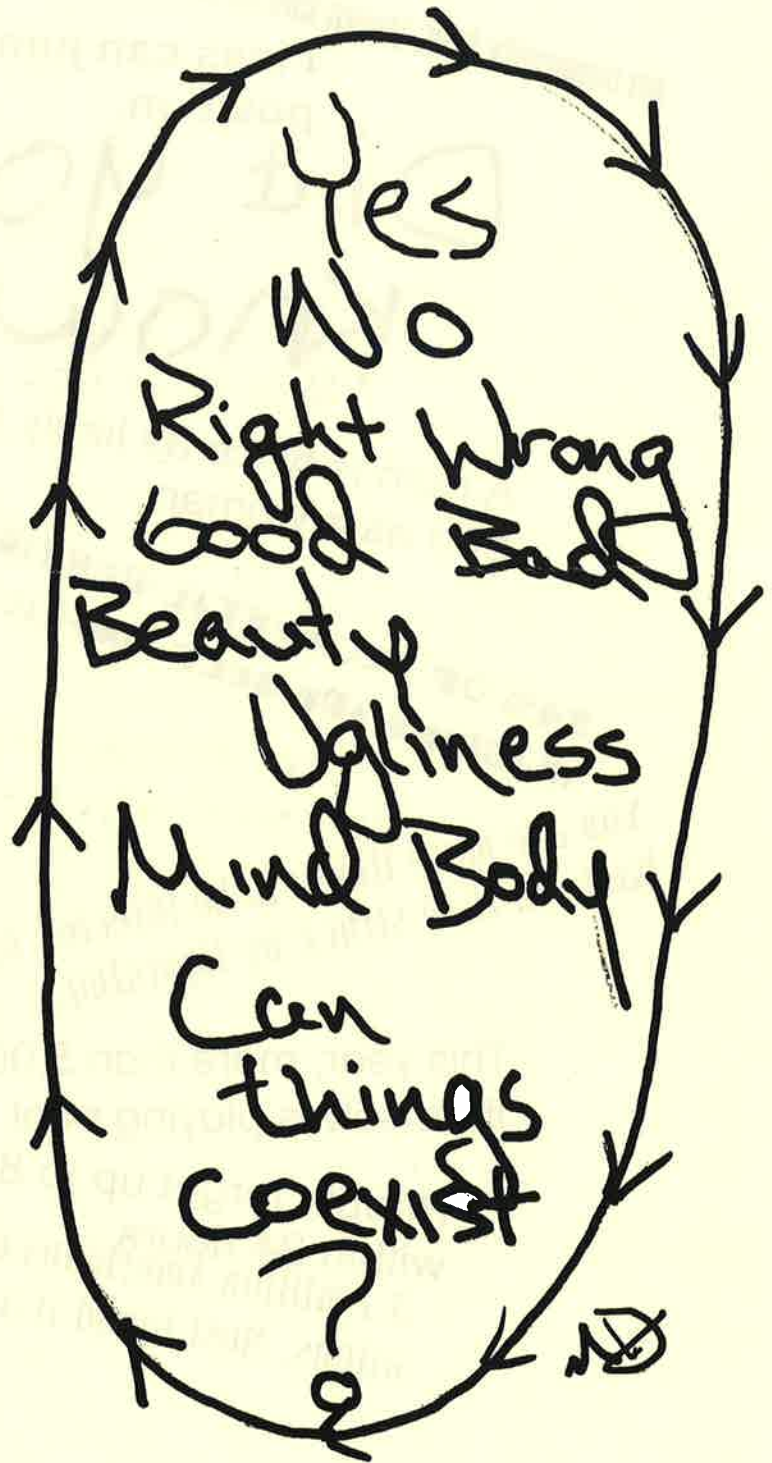 Yes
No
Right Wrong
Good Bad
Beauty
Ugliness
Mind Body
Can
things
coexist
?